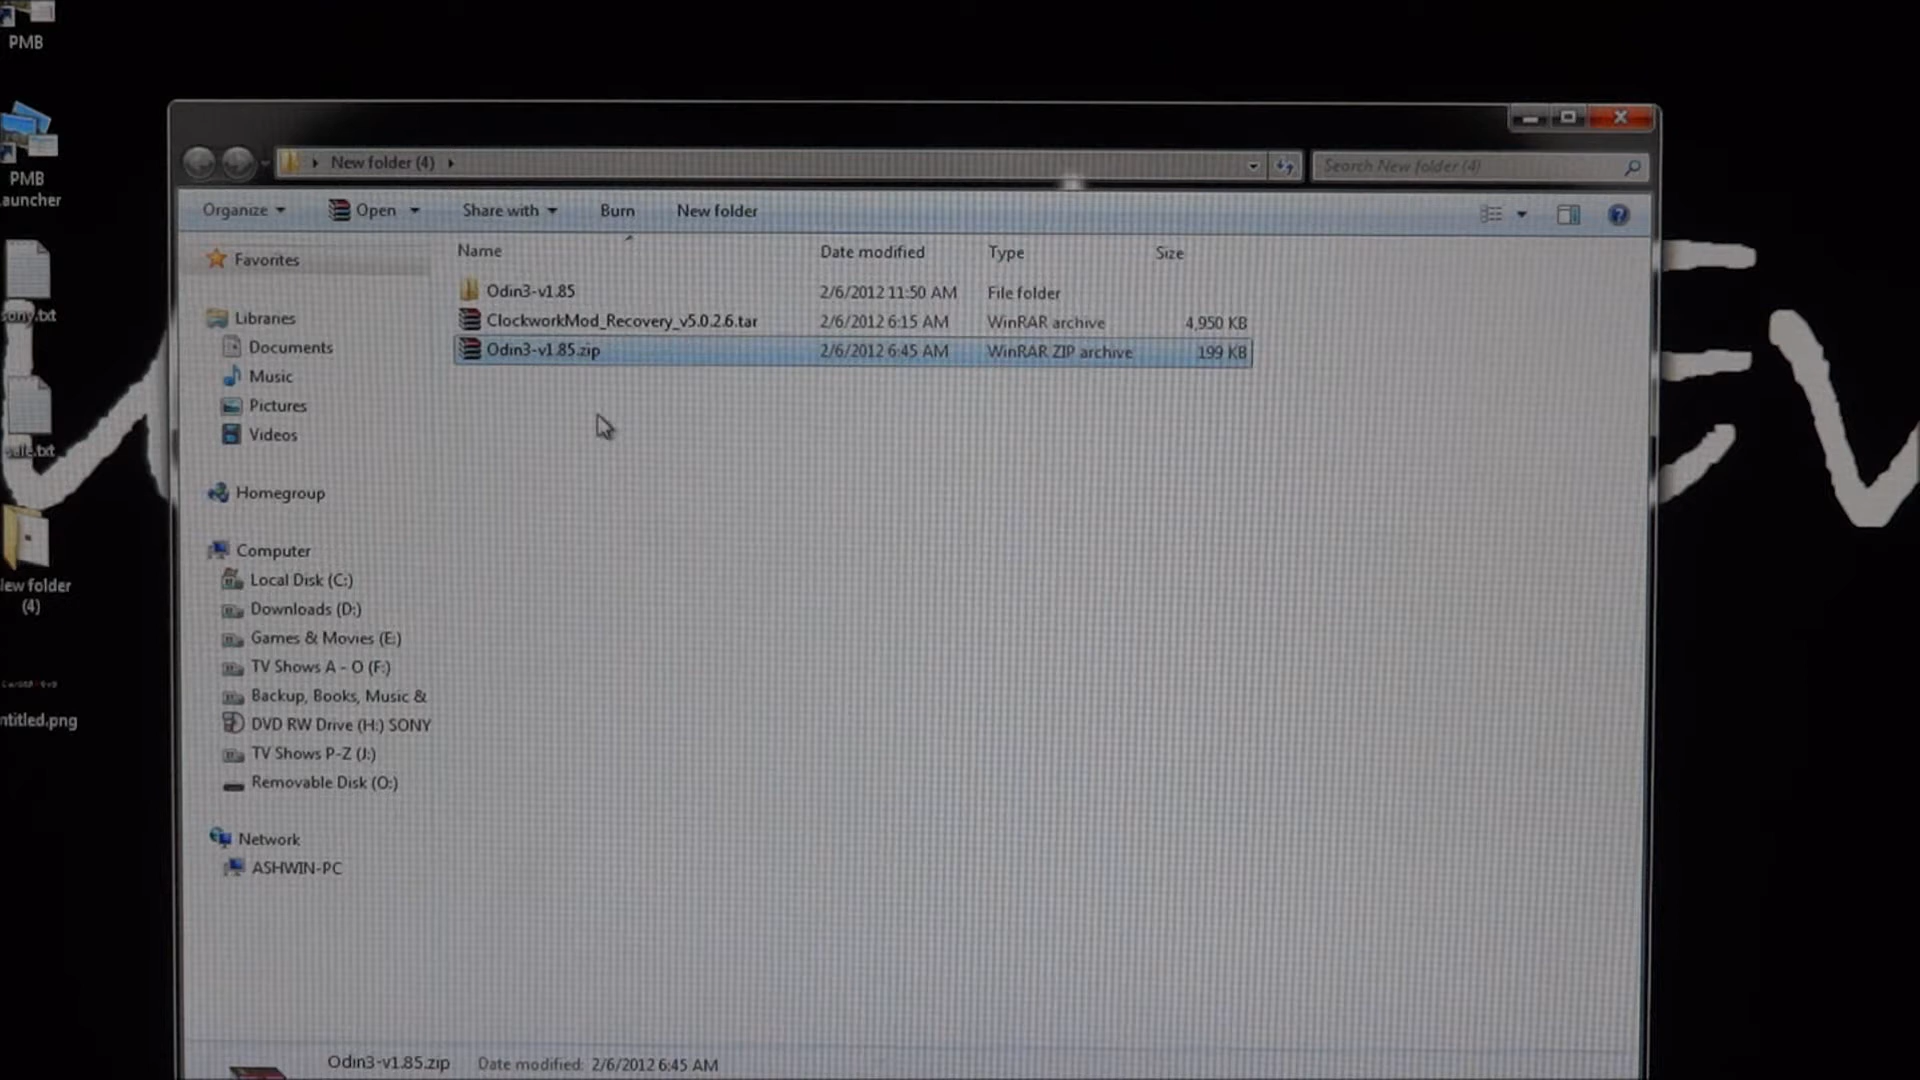 PMB
PMB
auncher
sony.txt
sale.txt
ew folder
(4)
ntitled.png
New folder (4)
Search New folder (4)
Organize Open Share with Burn New folder
Name Date modified Type Size
Odin3-v1.85 2/6/2012 11:50 AM File folder
ClockworkMod_Recovery_v5.0.2.6.tar 2/6/2012 6:15 AM WinRAR archive 4,950 KB
Odin3-v1.85.zip 2/6/2012 6:45 AM WinRAR ZIP archive 199 KB
Favorites
Libraries
Documents
Music
Pictures
Videos
Homegroup
Computer
Local Disk (C:)
Downloads (D:)
Games & Movies (E:)
TV Shows A - O (F:)
Backup, Books, Music &
DVD RW Drive (H:) SONY
TV Shows P-Z (J:)
Removable Disk (O:)
Network
ASHWIN-PC
Odin3-v1.85.zip Date modified: 2/6/2012 6:45 AM